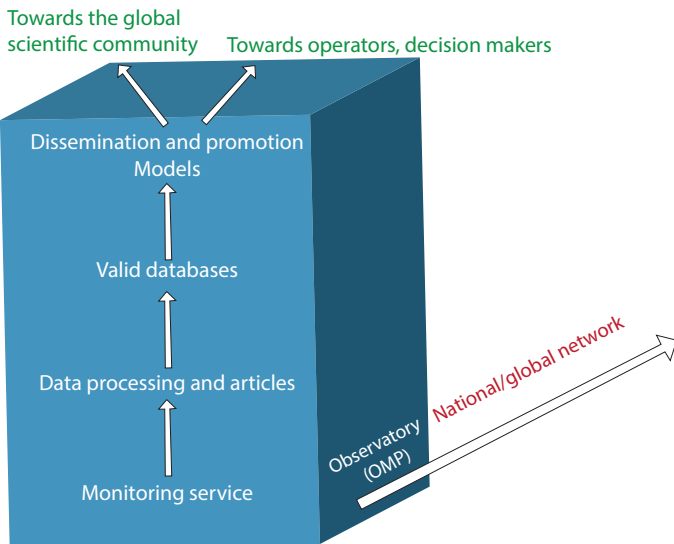 Towards the global
scientific community
Towards operators, decision makers
Dissemination and promotion
Models
Valid databases
Data processing and articles
Monitoring service
Observatory
(OMP)
National/global network